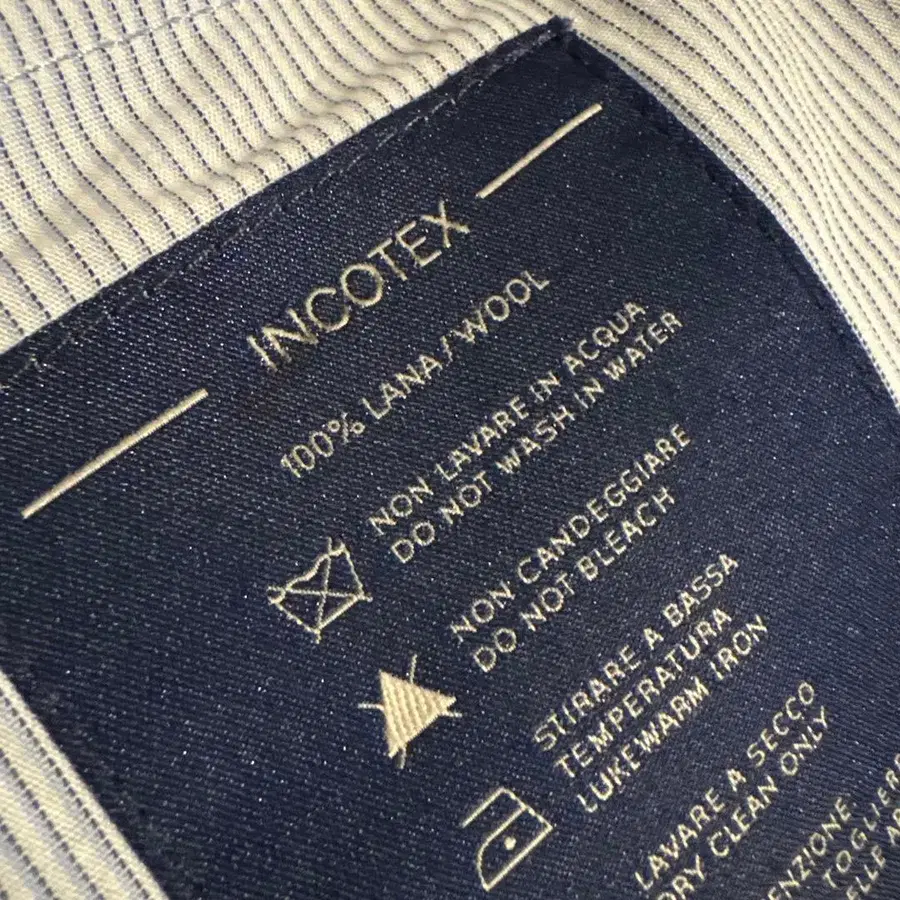 INCOTEX
100% LANA/WOOL
NON LAVARE IN ACQUA
DO NOT WASH IN WATER
NON CANDEGGIARE
DO NOT BLEACH
STIRARE A BASSA
TEMPERATURA
LUKEWARM IRON
LAVARE A SECCO
DRY CLEAN ONLY